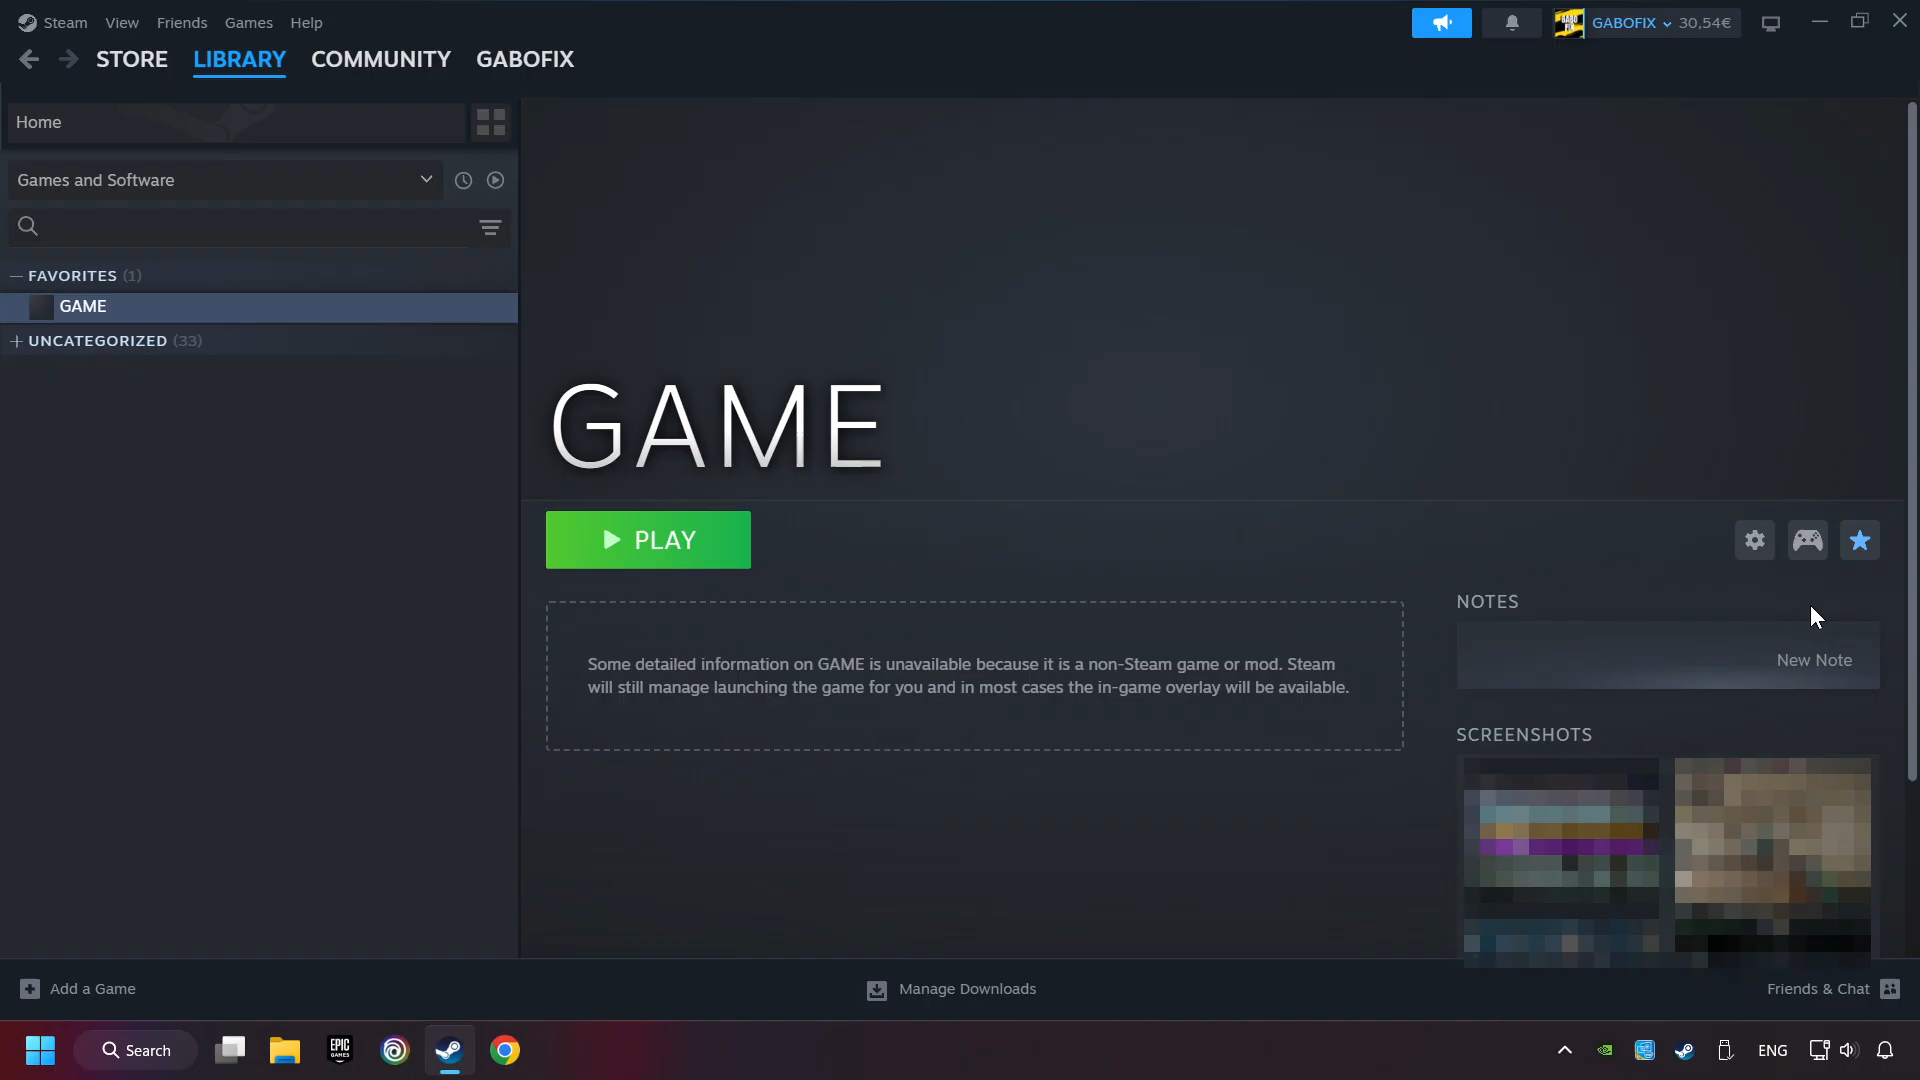 Steam View Friends Games Help
GABOFIX 30,54€
STORE LIBRARY COMMUNITY GABOFIX
Home
Games and Software
FAVORITES (1)
GAME
UNCATEGORIZED (33)
GAME
PLAY
NOTES
New Note
Some detailed information on GAME is unavailable because it is a non-Steam game or mod. Steam
will still manage launching the game for you and in most cases the in-game overlay will be available.
SCREENSHOTS
Add a Game
Manage Downloads
Friends & Chat
Search
EPIC
GAMES
ENG